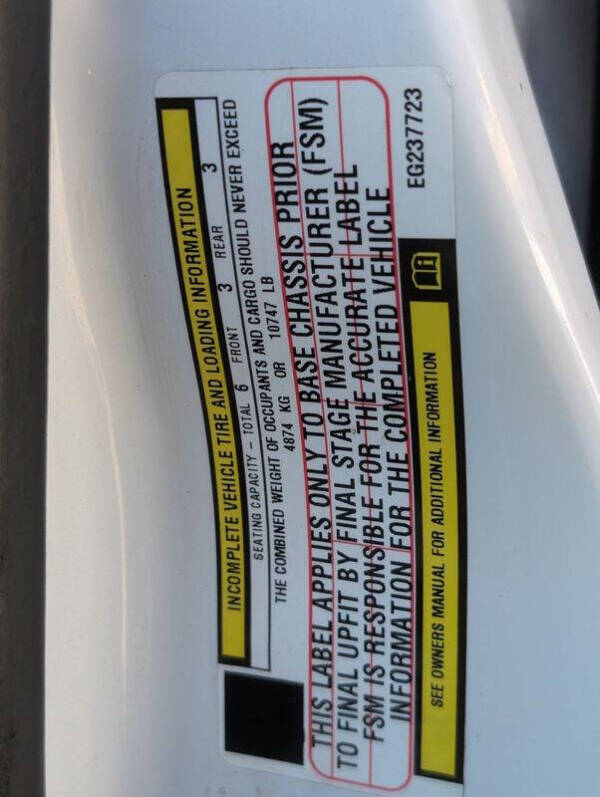 INCOMPLETE VEHICLE TIRE AND LOADING INFORMATION
SEATING CAPACITY - TOTAL 6 FRONT 3 REAR 3
THE COMBINED WEIGHT OF OCCUPANTS AND CARGO SHOULD NEVER EXCEED
4874 KG OR 10747 LB
THIS LABEL APPLIES ONLY TO BASE CHASSIS PRIOR
TO FINAL UPFIT BY FINAL STAGE MANUFACTURER (FSM)
FSM IS RESPONSIBLE FOR THE ACCURATE LABEL
INFORMATION FOR THE COMPLETED VEHICLE
SEE OWNERS MANUAL FOR ADDITIONAL INFORMATION
EG237723